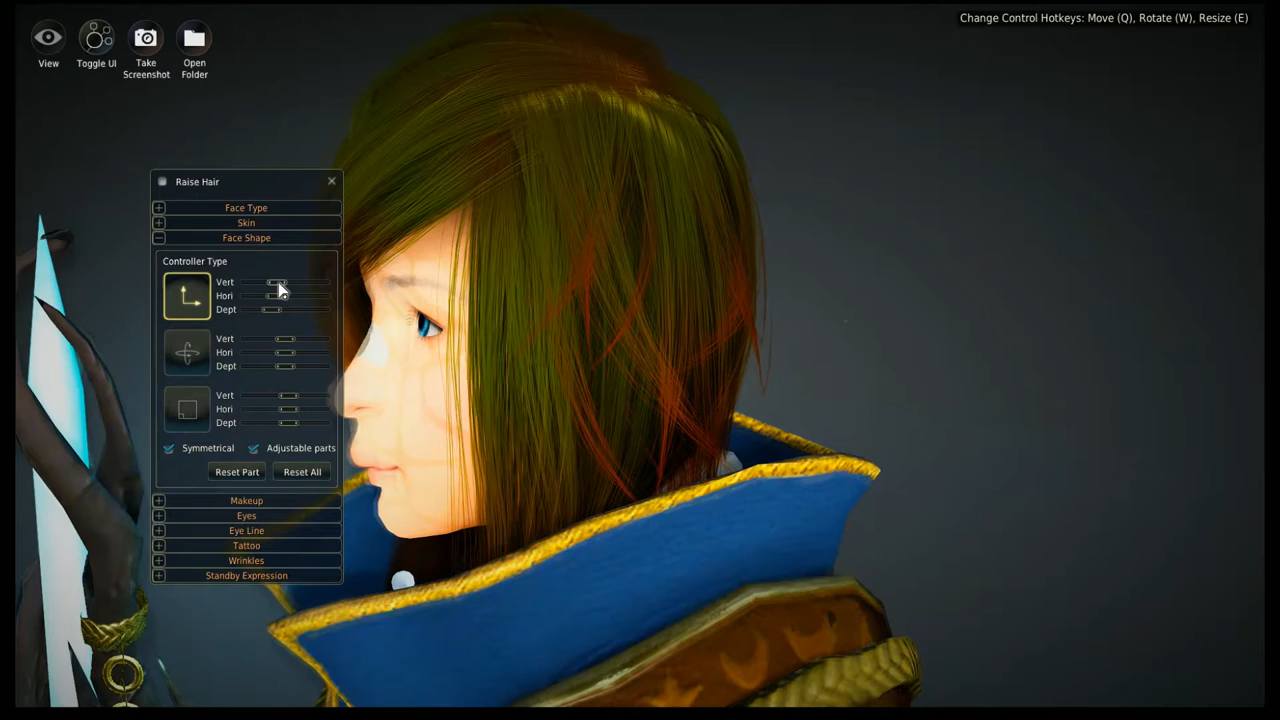 Change Control Hotkeys: Move (Q), Rotate (W), Resize (E)
View
Toggle UI
Take Screenshot
Open Folder
Raise Hair
Face Type
Skin
Face Shape
Controller Type
Vert
Hori
Dept
Vert
Hori
Dept
Vert
Hori
Dept
Symmetrical Adjustable parts
Reset Part Reset All
Makeup
Eyes
Eye Line
Tattoo
Wrinkles
Standby Expression